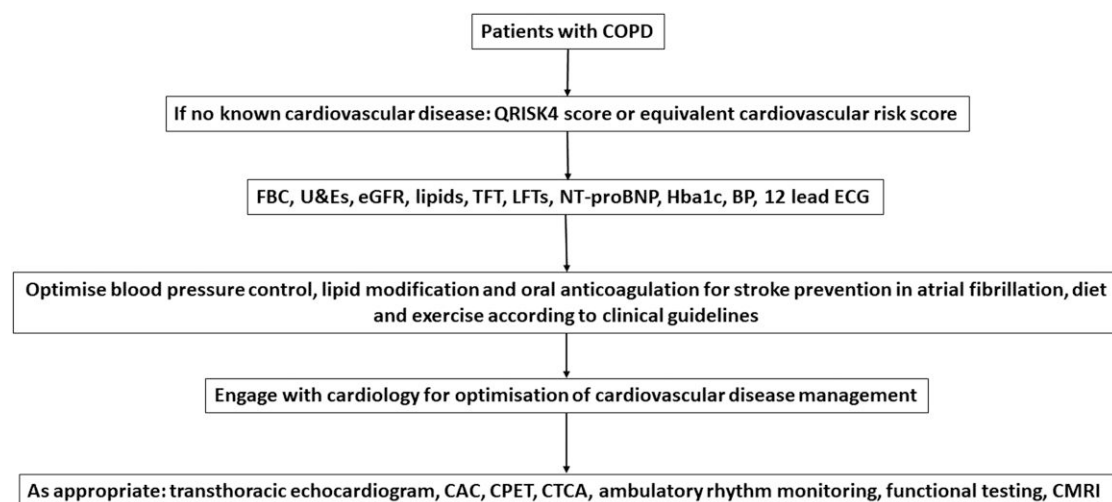 Patients with COPD
If no known cardiovascular disease: QRISK4 score or equivalent cardiovascular risk score
FBC, U&Es, eGFR, lipids, TFT, LFTs, NT-proBNP, Hba1c, BP, 12 lead ECG
Optimise blood pressure control, lipid modification and oral anticoagulation for stroke prevention in atrial fibrillation, diet
and exercise according to clinical guidelines
Engage with cardiology for optimisation of cardiovascular disease management
As appropriate: transthoracic echocardiogram, CAC, CPET, CTCA, ambulatory rhythm monitoring, functional testing, CMRI